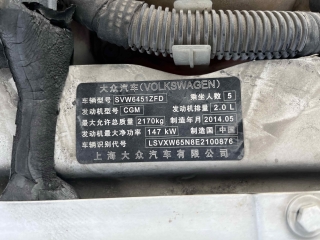 大众汽车(VOLKSWAGEN)
车辆型号 SVW6451ZFD 乘坐人数 5
发动机型号 CGM 发动机排量 2.0 L
最大允许总质量 2170kg 制造年月 2014.05
发动机最大净功率 147 kW 制造国 中国
车辆识别代号 LSVXW65N8E2100876
上海大众汽车有限公司